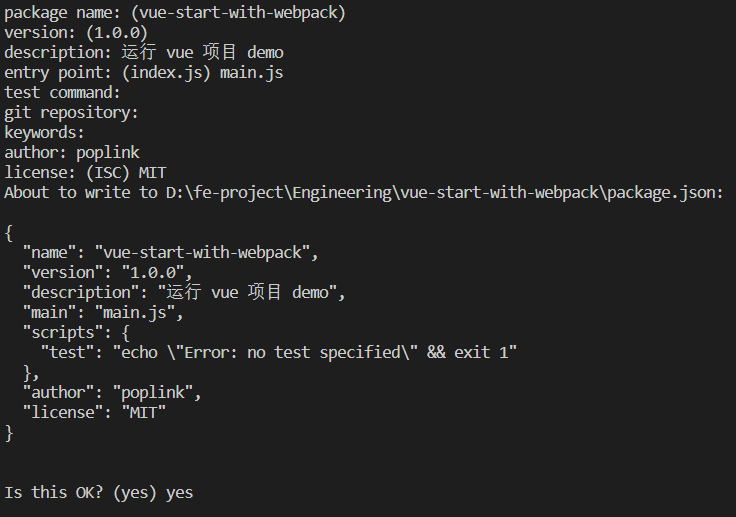 package name: (vue-start-with-webpack)
version: (1.0.0)
description: 运行 vue 项目 demo
entry point: (index.js) main.js
test command:
git repository:
keywords:
author: poplink
license: (ISC) MIT
About to write to D:\fe-project\Engineering\vue-start-with-webpack\package.json:
{
  "name": "vue-start-with-webpack",
  "version": "1.0.0",
  "description": "运行 vue 项目 demo",
  "main": "main.js",
  "scripts": {
    "test": "echo \"Error: no test specified\" && exit 1"
  },
  "author": "poplink",
  "license": "MIT"
}
Is this OK? (yes) yes